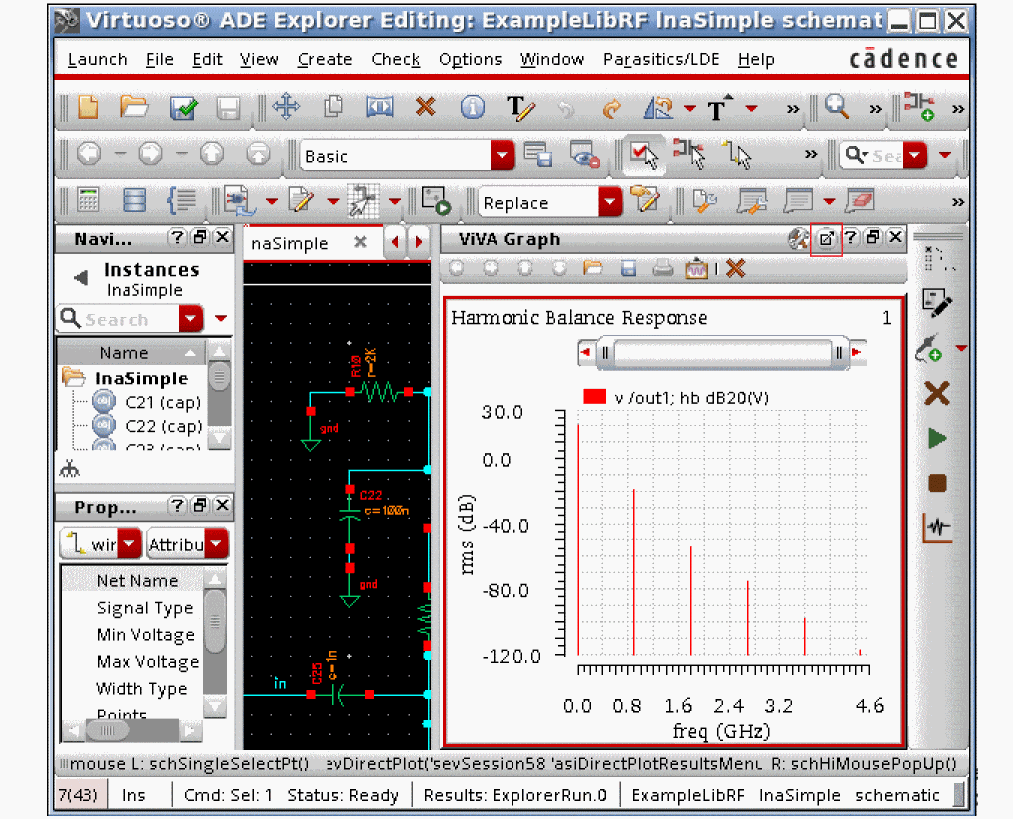 Virtuoso® ADE Explorer Editing: ExampleLibRF lnaSimple schemat
Launch File Edit View Create Check Options Window Parasitics/LDE Help cādence
T T
Basic Sea
Replace
Navi... ?
naSimple
ViVA Graph ?
Instances
lnaSimple
Search
Name
lnaSimple
C21 (cap)
C22 (cap)
C23 (cap)
Prop... ?
wir Attribu
Net Name
Signal Type
Min Voltage
Max Voltage
Width Type
Points
R10
r=2K
gnd
C22
c=100n
gnd
C25
c=1n
in
Harmonic Balance Response 1
v /out1; hb dB20(V)
30.0
0.0
-40.0
-80.0
-120.0
rms (dB)
0.0 0.8 1.6 2.4 3.2 4.6
freq (GHz)
mouse L: schSingleSelectPt() evDirectPlot('sevSession58 'asiDirectPlotResultsMenu R: schHiMousePopUp()
7(43) Ins Cmd: Sel: 1 Status: Ready Results: ExplorerRun.0 ExampleLibRF lnaSimple schematic